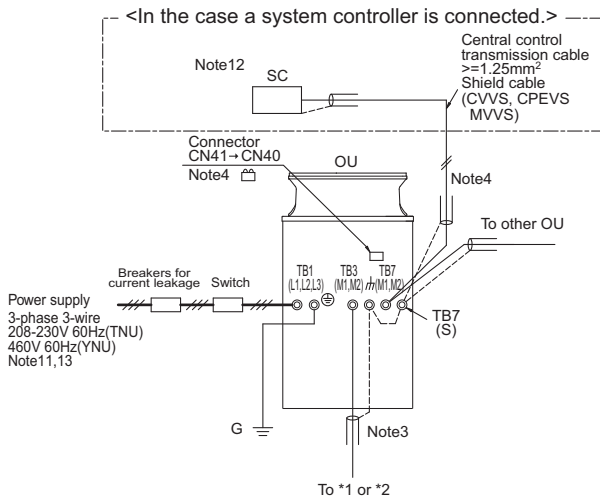 <In the case a system controller is connected.>
Note12
SC
Central control
transmission cable
>=1.25mm²
Shield cable
(CVVS, CPEVS
MVVS)
Connector
CN41→CN40
Note4
OU
Note4
To other OU
TB1
(L1,L2,L3)
TB3
(M1,M2)
TB7
(M1,M2)
Breakers for
current leakage
Switch
Power supply
3-phase 3-wire
208-230V 60Hz(TNU)
460V 60Hz(YNU)
Note11,13
TB7
(S)
G
Note3
To *1 or *2